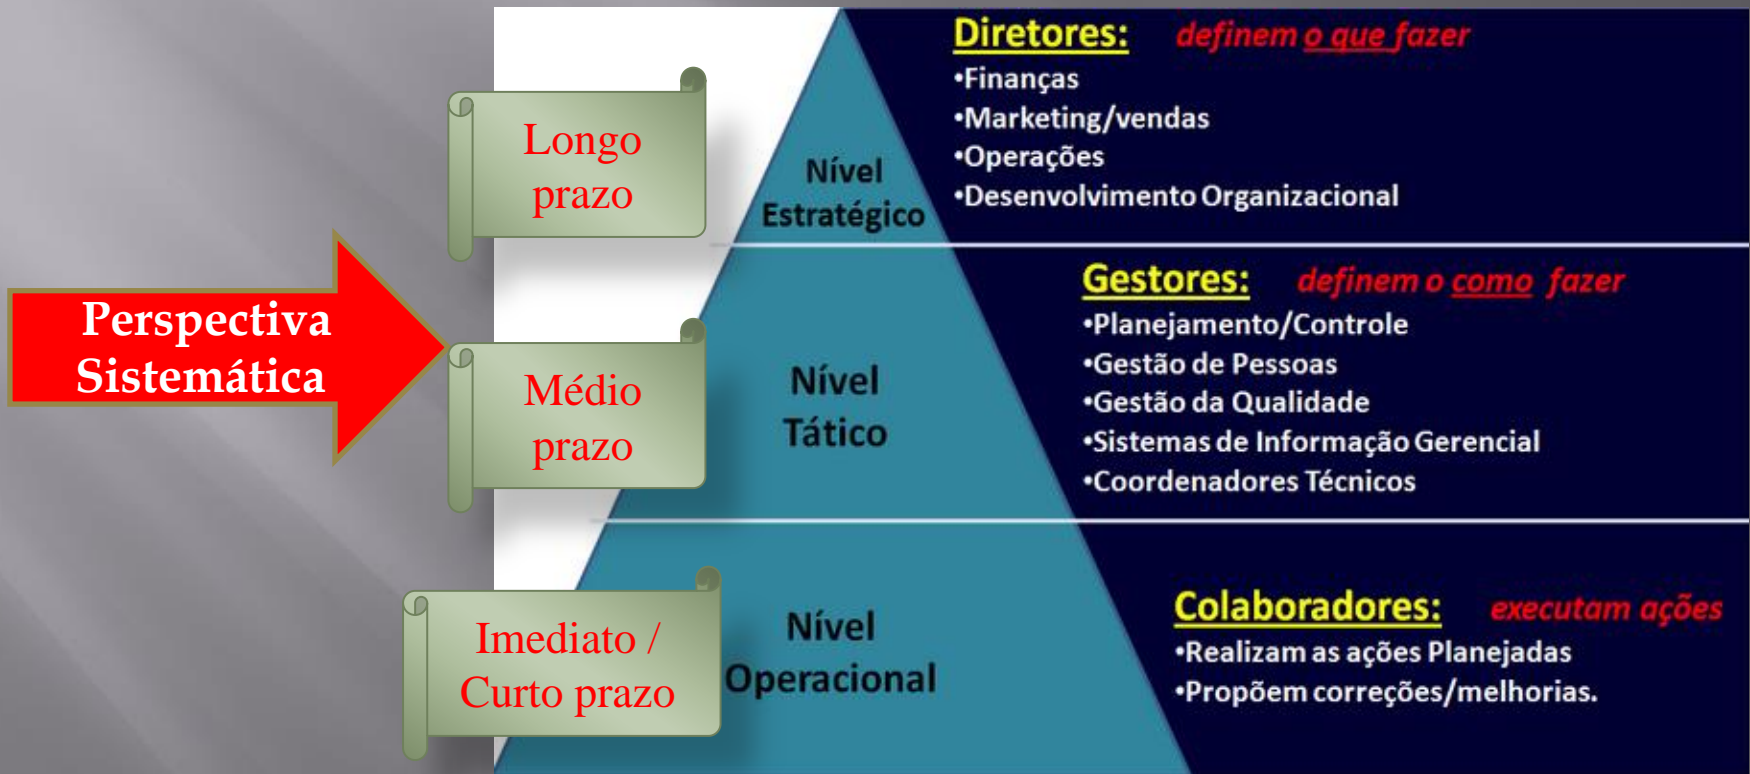 Perspectiva
Sistemática
Longo
prazo
Nível
Estratégico
Diretores: definem o que fazer
•Finanças
•Marketing/vendas
•Operações
•Desenvolvimento Organizacional
Médio
prazo
Nível
Tático
Gestores: definem o como fazer
•Planejamento/Controle
•Gestão de Pessoas
•Gestão da Qualidade
•Sistemas de Informação Gerencial
•Coordenadores Técnicos
Imediato /
Curto prazo
Nível
Operacional
Colaboradores: executam ações
•Realizam as ações Planejadas
•Propõem correções/melhorias.